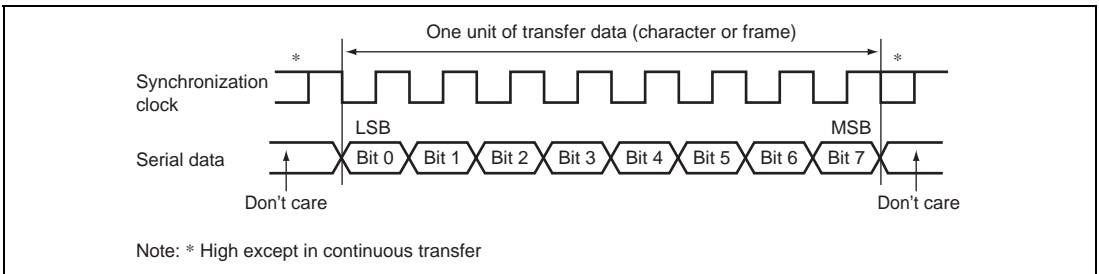 One unit of transfer data (character or frame)
* *
Synchronization
clock
LSB MSB
Serial data Bit 0 Bit 1 Bit 2 Bit 3 Bit 4 Bit 5 Bit 6 Bit 7
Don't care Don't care
Note: * High except in continuous transfer